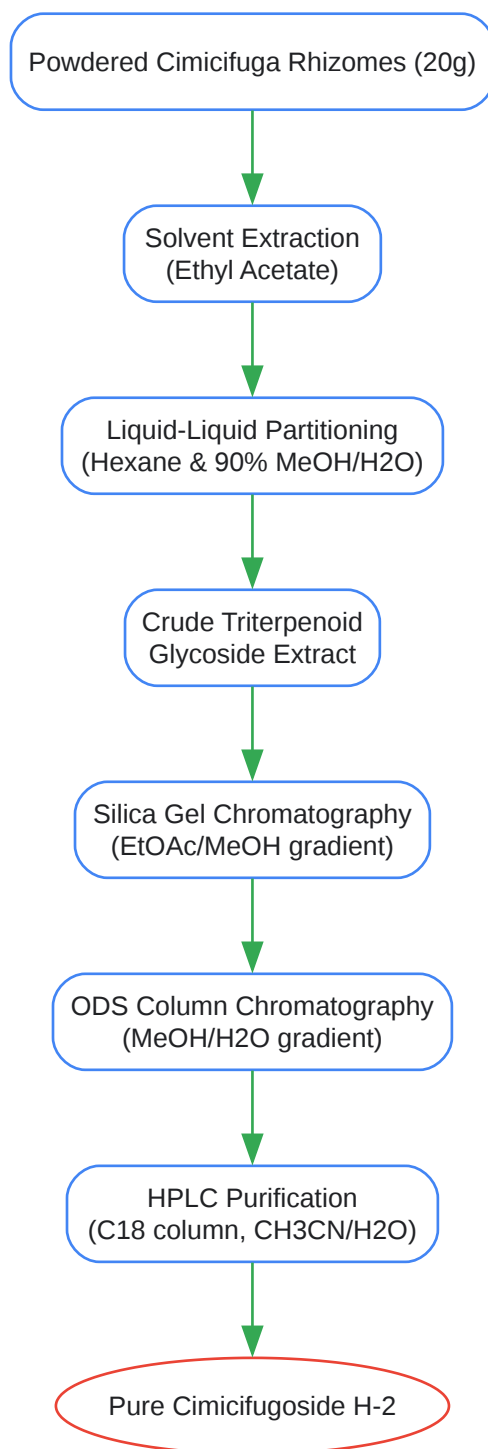 Powdered Cimicifuga Rhizomes (20g)
Solvent Extraction
(Ethyl Acetate)
Liquid-Liquid Partitioning
(Hexane & 90% MeOH/H2O)
Crude Triterpenoid
Glycoside Extract
Silica Gel Chromatography
(EtOAc/MeOH gradient)
ODS Column Chromatography
(MeOH/H2O gradient)
HPLC Purification
(C18 column, CH3CN/H2O)
Pure Cimicifugoside H-2